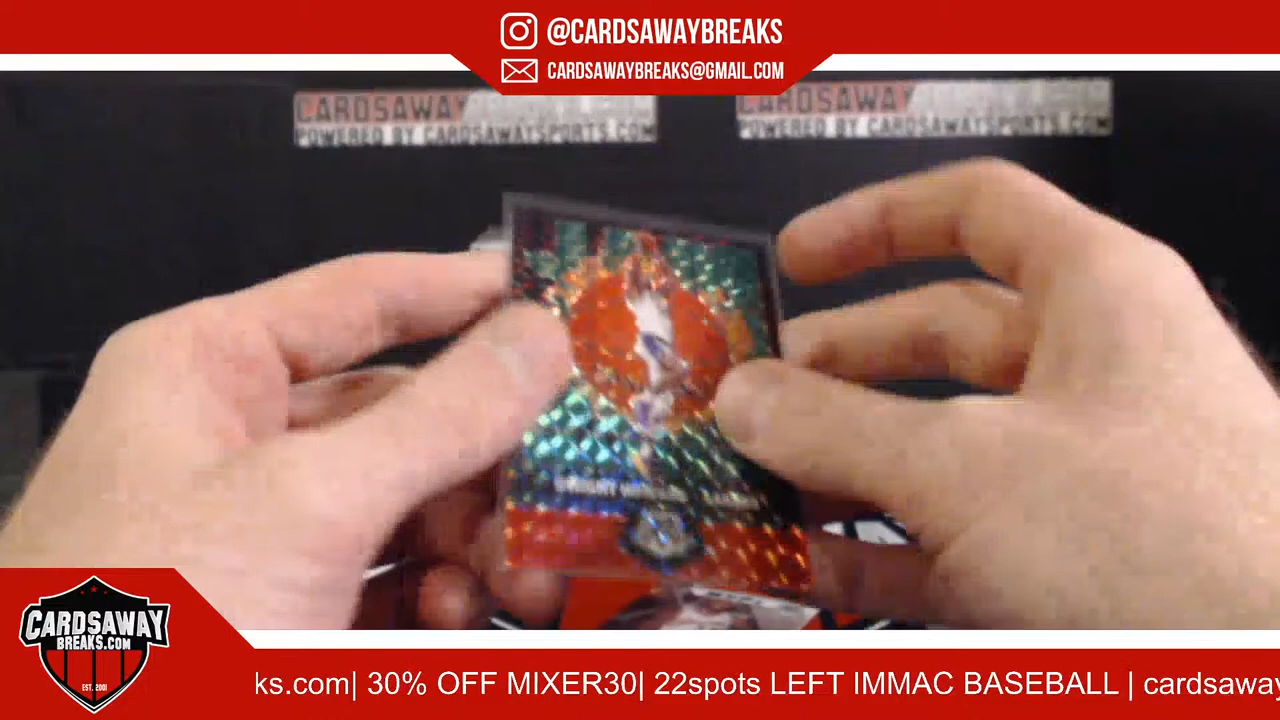 @CARDSAWAYBREAKS
CARDSAWAYBREAKS@GMAIL.COM
CARDSAWAY
POWERED BY CARDSAWAYSPORTS.COM
CARDSAWAY
POWERED BY CARDSAWAYSPORTS.COM
CARDSAWAY
BREAKS.COM
EST. 2001
ks.com| 30% OFF MIXER30| 22spots LEFT IMMAC BASEBALL | cardsaway